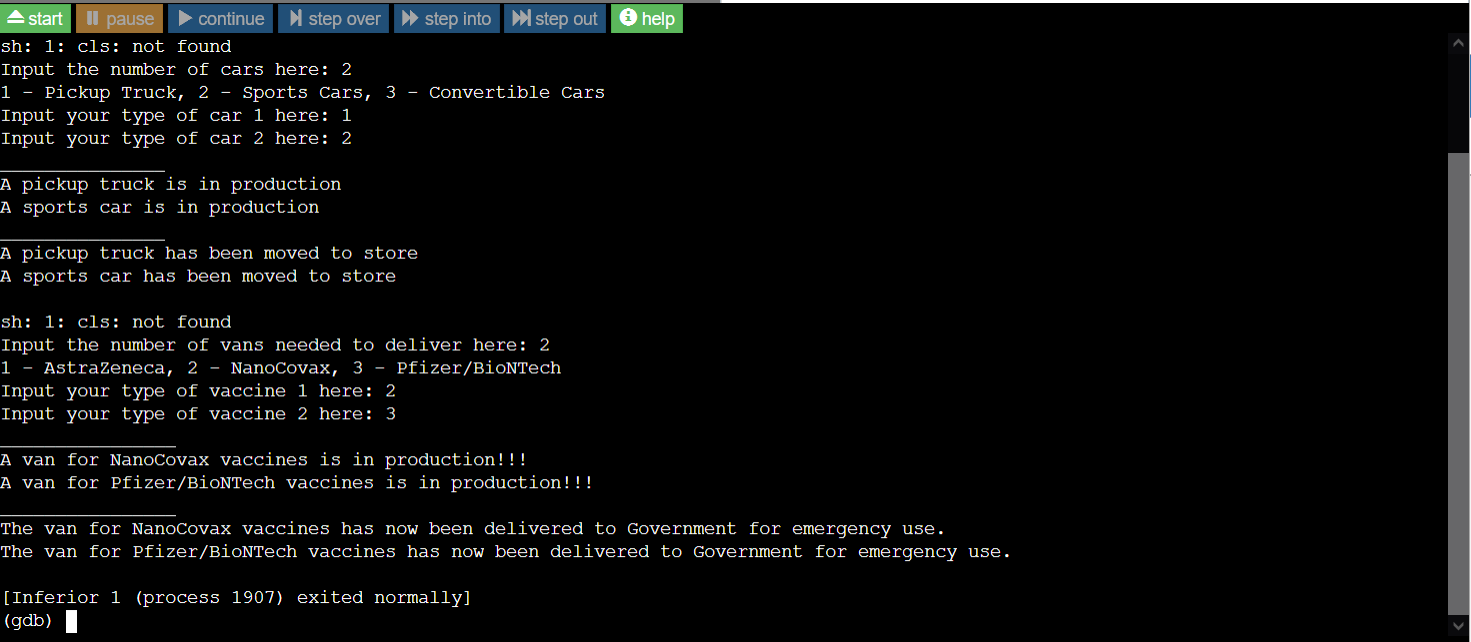 start pause continue step over step into step out help
sh: 1: cls: not found
Input the number of cars here: 2
1 - Pickup Truck, 2 - Sports Cars, 3 - Convertible Cars
Input your type of car 1 here: 1
Input your type of car 2 here: 2
_______________
A pickup truck is in production
A sports car is in production
_______________
A pickup truck has been moved to store
A sports car has been moved to store
sh: 1: cls: not found
Input the number of vans needed to deliver here: 2
1 - AstraZeneca, 2 - NanoCovax, 3 - Pfizer/BioNTech
Input your type of vaccine 1 here: 2
Input your type of vaccine 2 here: 3
________________
A van for NanoCovax vaccines is in production!!!
A van for Pfizer/BioNTech vaccines is in production!!!
________________
The van for NanoCovax vaccines has now been delivered to Government for emergency use.
The van for Pfizer/BioNTech vaccines has now been delivered to Government for emergency use.
[Inferior 1 (process 1907) exited normally]
(gdb)